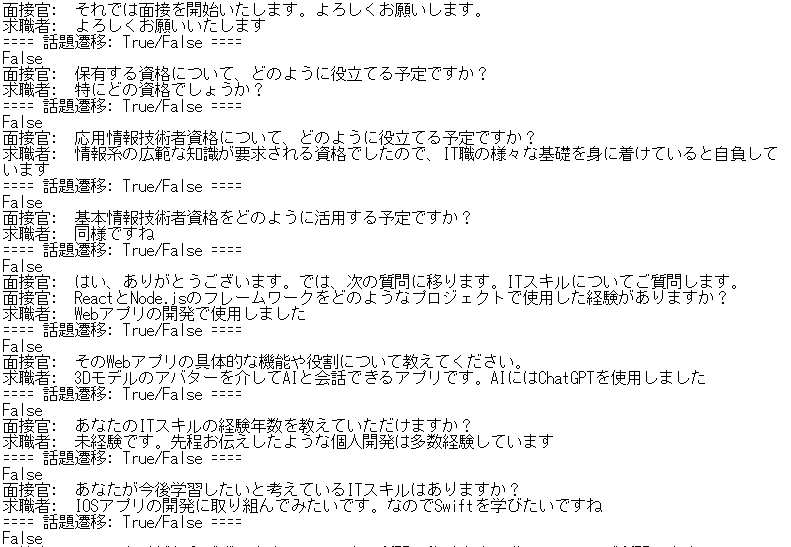 面接官: それでは面接を開始いたします。よろしくお願いします。
求職者: よろしくお願いいたします
==== 話題遷移: True/False ====
False
面接官: 保有する資格について、どのように役立てる予定ですか？
求職者: 特にどの資格でしょうか？
==== 話題遷移: True/False ====
False
面接官: 応用情報技術者資格について、どのように役立てる予定ですか？
求職者: 情報系の広範な知識が要求される資格でしたので、IT職の様々な基礎を身に着けていると自負して
います
==== 話題遷移: True/False ====
False
面接官: 基本情報技術者資格をどのように活用する予定ですか？
求職者: 同様ですね
==== 話題遷移: True/False ====
False
面接官: はい、ありがとうございます。では、次の質問に移ります。ITスキルについてご質問します。
面接官: ReactとNode.jsのフレームワークをどのようなプロジェクトで使用した経験がありますか？
求職者: Webアプリの開発で使用しました
==== 話題遷移: True/False ====
False
面接官: そのWebアプリの具体的な機能や役割について教えてください。
求職者: 3Dモデルのアバターを介してAIと会話できるアプリです。AIにはChatGPTを使用しました
==== 話題遷移: True/False ====
False
面接官: あなたのITスキルの経験年数を教えていただけますか？
求職者: 未経験です。先程お伝えしたような個人開発は多数経験しています
==== 話題遷移: True/False ====
False
面接官: あなたが今後学習したいと考えているITスキルはありますか？
求職者: IOSアプリの開発に取り組んでみたいです。なのでSwiftを学びたいですね
==== 話題遷移: True/False ====
False